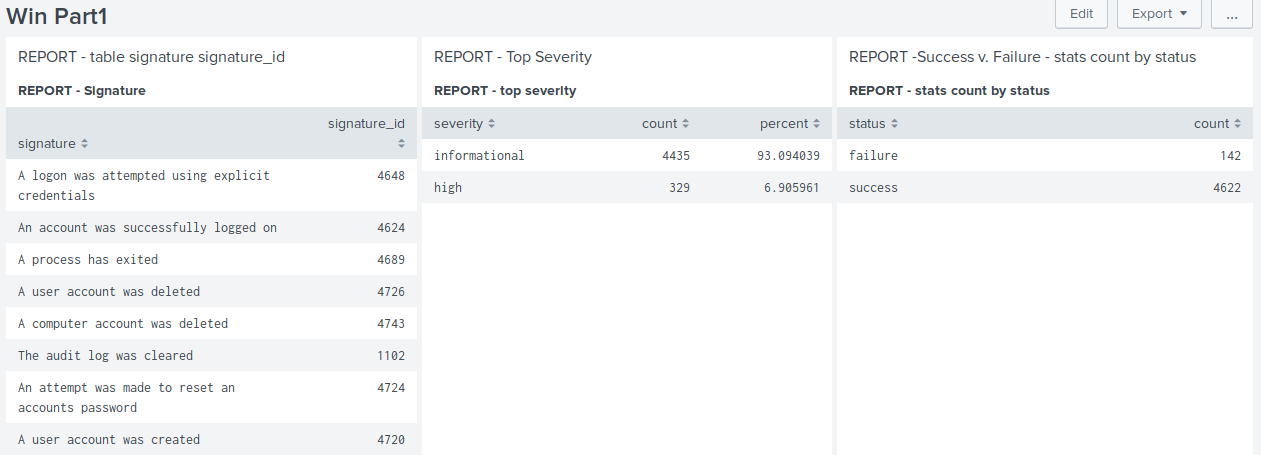 Win Part1
Edit
Export
...
REPORT - table signature signature_id
REPORT - Signature
signature_id
signature
A logon was attempted using explicit
credentials
4648
An account was successfully logged on 4624
A process has exited 4689
A user account was deleted 4726
A computer account was deleted 4743
The audit log was cleared 1102
An attempt was made to reset an
accounts password
4724
A user account was created 4720
REPORT - Top Severity
REPORT - top severity
severity count percent
informational 4435 93.094039
high 329 6.905961
REPORT -Success v. Failure - stats count by status
REPORT - stats count by status
status count
failure 142
success 4622